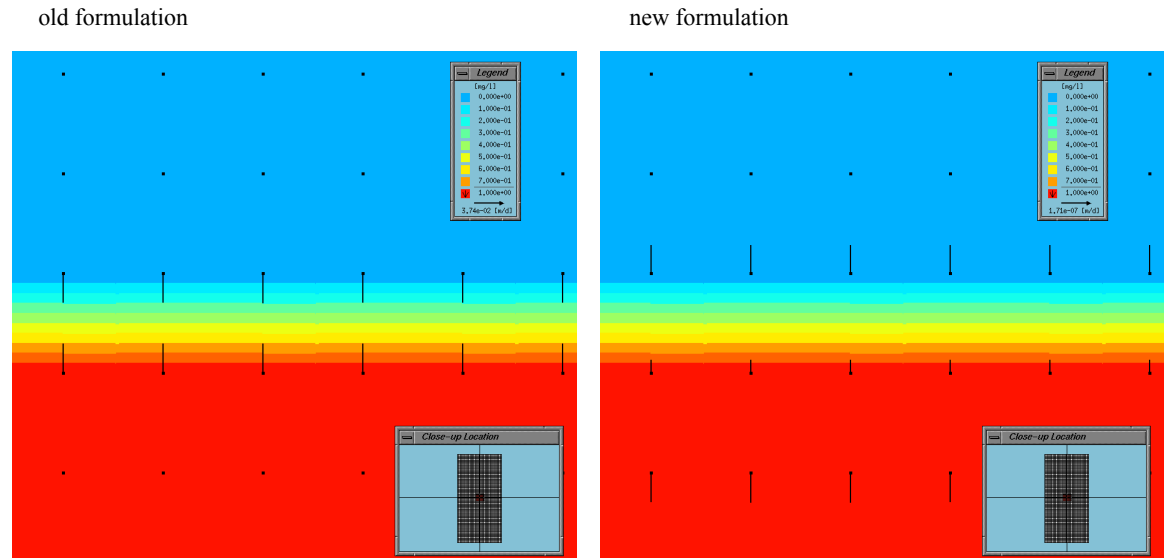 old formulation
new formulation
Legend
[mg/l]
0.000e+00
1.000e-01
2.000e-01
3.000e-01
4.000e-01
5.000e-01
6.000e-01
7.000e-01
1.000e+00
3.74e-02 [m/d]
Legend
[mg/l]
0.000e+00
1.000e-01
2.000e-01
3.000e-01
4.000e-01
5.000e-01
6.000e-01
7.000e-01
1.000e+00
1.71e-07 [m/d]
Close-up Location
Close-up Location